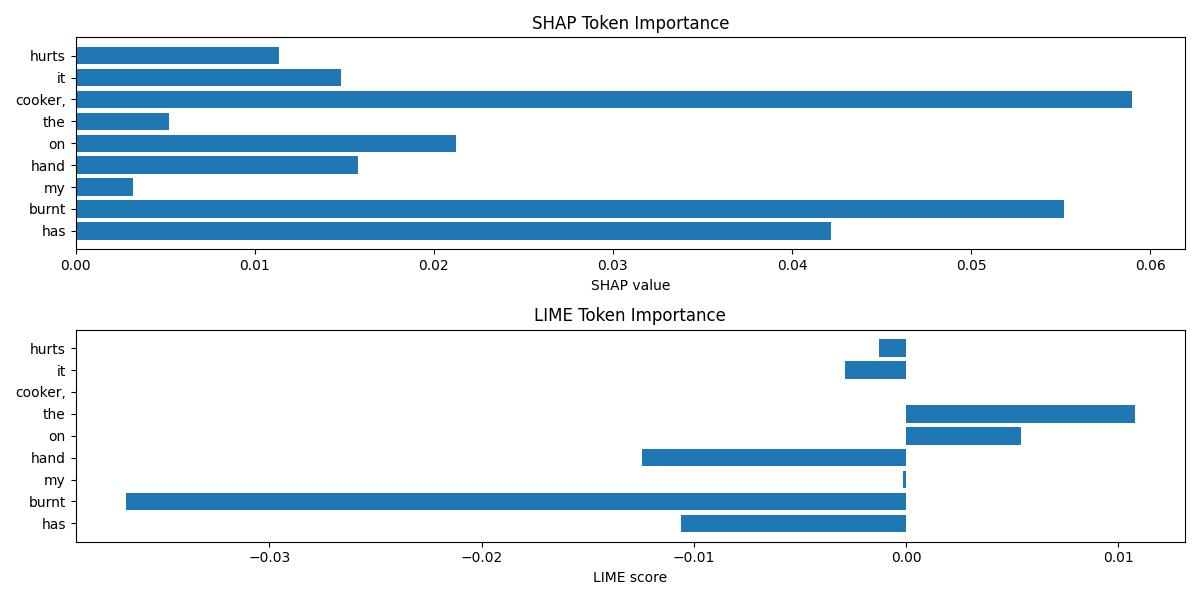 SHAP Token Importance
hurts
it
cooker,
the
on
hand
my
burnt
has
0.00 0.01 0.02 0.03 0.04 0.05 0.06
SHAP value
LIME Token Importance
hurts
it
cooker,
the
on
hand
my
burnt
has
−0.03 −0.02 −0.01 0.00 0.01
LIME score